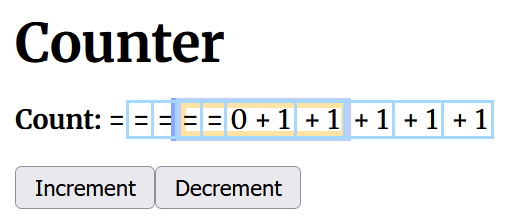 Counter
Count: = = = = = 0 + 1 + 1 + 1 + 1 + 1
Increment Decrement